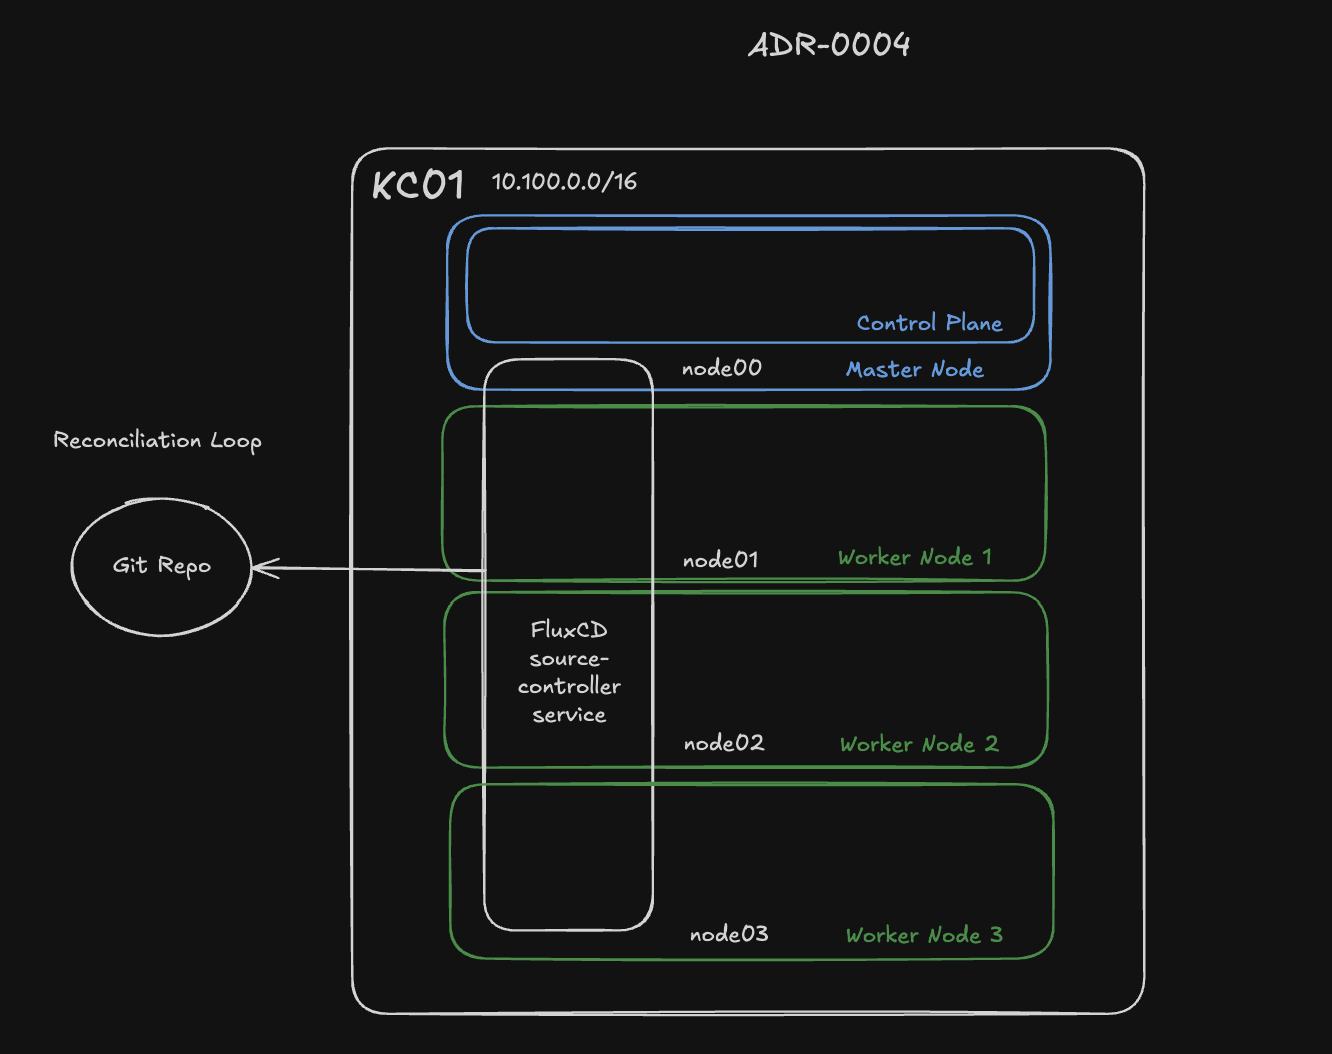 ADR-0004
KC01 10.100.0.0/16
Control Plane
node00 Master Node
Reconciliation Loop
Git Repo
node01 Worker Node 1
FluxCD
source-
controller
service
node02 Worker Node 2
node03 Worker Node 3